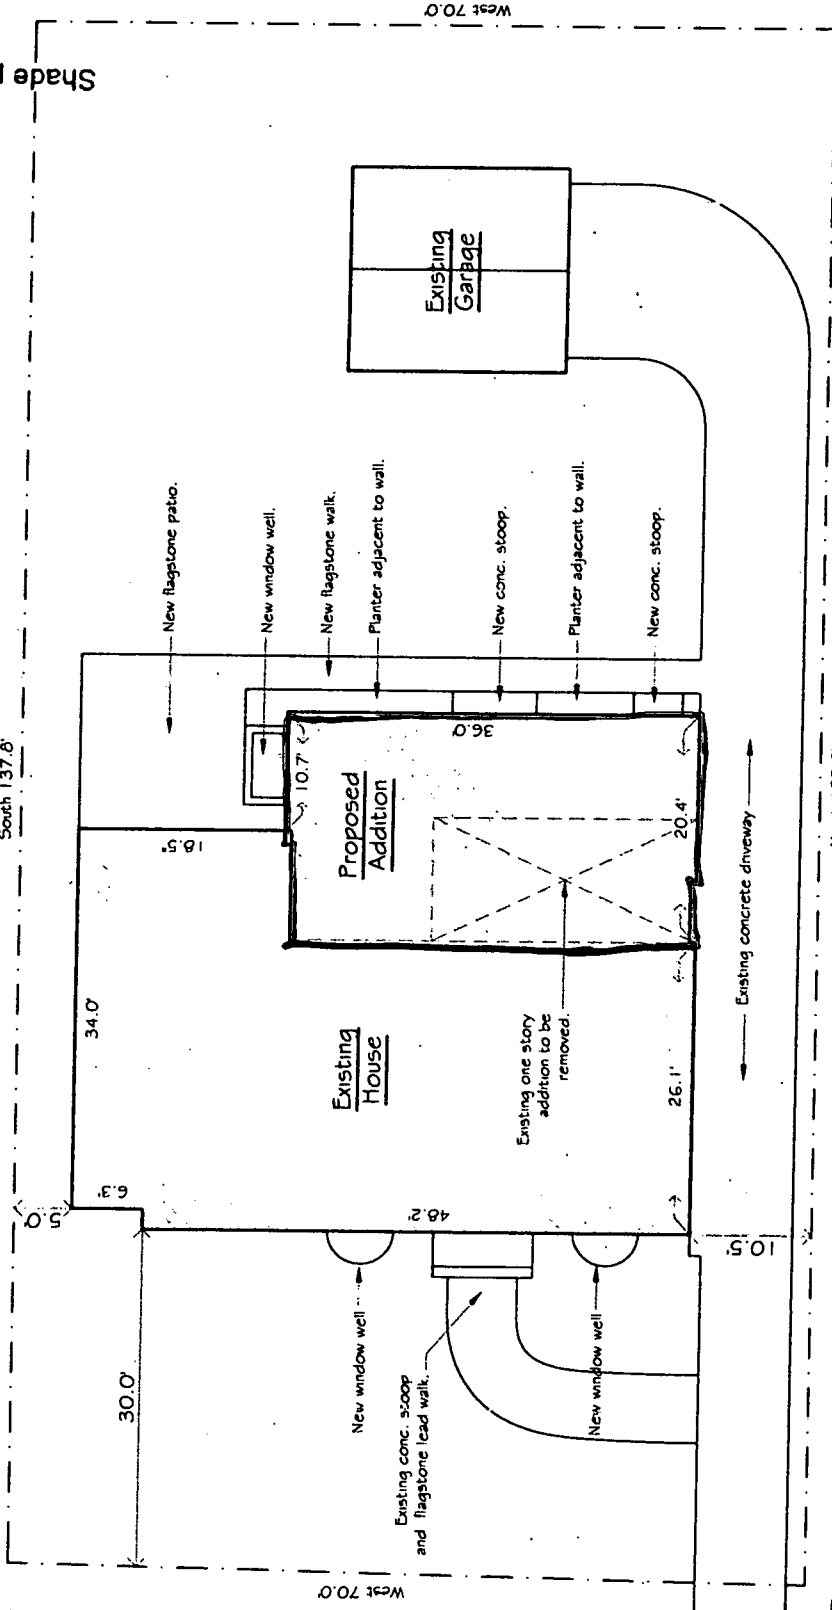 West 70.0'
Shade
Existing
Garage
New flagstone patio.
New window well.
New flagstone walk.
Planter adjacent to wall.
New conc. stoop.
Planter adjacent to wall.
New conc. stoop.
South 137.8'
36.0'
10.7'
18.5"
Proposed
Addition
20.4'
Existing concrete driveway
34.0'
Existing
House
Existing one story
addition to be
removed.
26.1'
6.3'
5.0'
48.2'
10.5'
30.0'
New window well
Existing conc. stoop
and flagstone lead walk.
New window well
West 70.0'